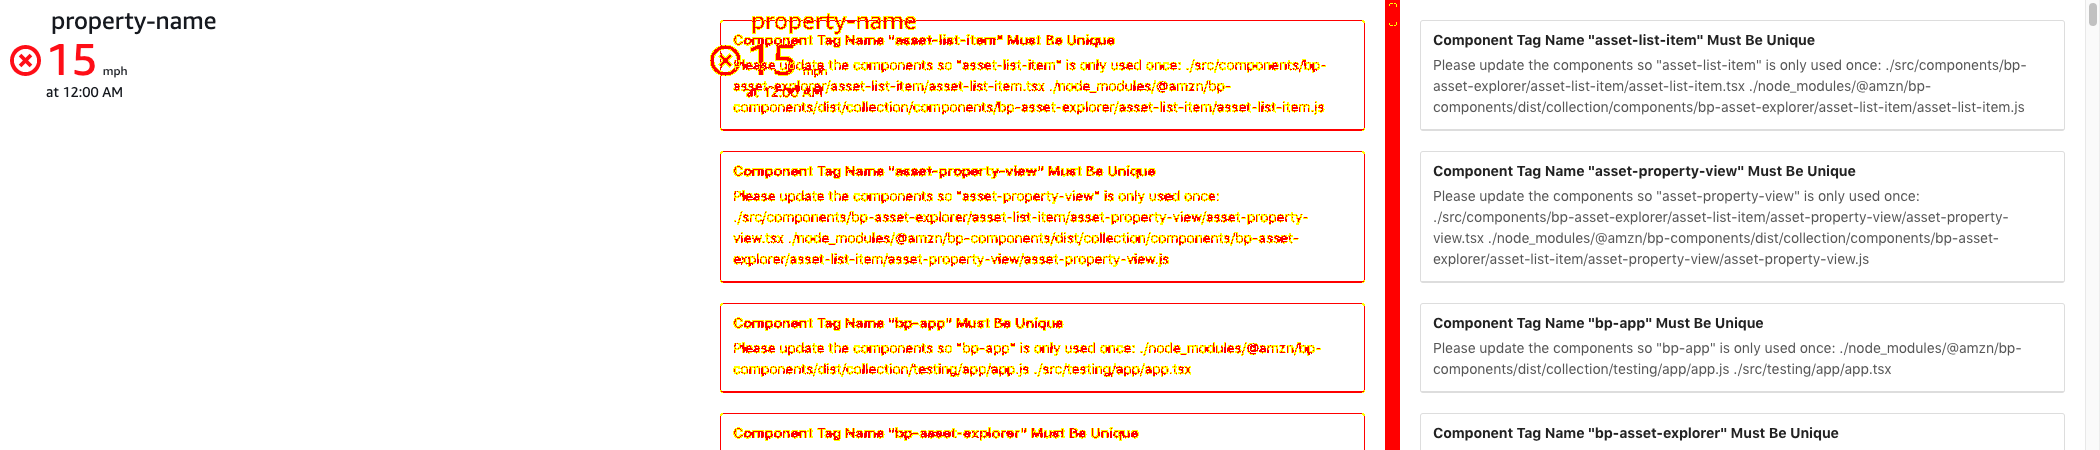 property-name
15 mph
at 12:00 AM
property-name
15 mph
at 12:00 AM
Component Tag Name "asset-list-item" Must Be Unique
Please update the components so "asset-list-item" is only used once: ./src/components/bp-
asset-explorer/asset-list-item/asset-list-item.tsx ./node_modules/@amzn/bp-
components/dist/collection/components/bp-asset-explorer/asset-list-item/asset-list-item.js
Component Tag Name "asset-property-view" Must Be Unique
Please update the components so "asset-property-view" is only used once:
./src/components/bp-asset-explorer/asset-list-item/asset-property-view/asset-property-
view.tsx ./node_modules/@amzn/bp-components/dist/collection/components/bp-asset-
explorer/asset-list-item/asset-property-view/asset-property-view.js
Component Tag Name "bp-app" Must Be Unique
Please update the components so "bp-app" is only used once: ./node_modules/@amzn/bp-
components/dist/collection/testing/app/app.js ./src/testing/app/app.tsx
Component Tag Name "bp-asset-explorer" Must Be Unique
Component Tag Name "asset-list-item" Must Be Unique
Please update the components so "asset-list-item" is only used once: ./src/components/bp-
asset-explorer/asset-list-item/asset-list-item.tsx ./node_modules/@amzn/bp-
components/dist/collection/components/bp-asset-explorer/asset-list-item/asset-list-item.js
Component Tag Name "asset-property-view" Must Be Unique
Please update the components so "asset-property-view" is only used once:
./src/components/bp-asset-explorer/asset-list-item/asset-property-view/asset-property-
view.tsx ./node_modules/@amzn/bp-components/dist/collection/components/bp-asset-
explorer/asset-list-item/asset-property-view/asset-property-view.js
Component Tag Name "bp-app" Must Be Unique
Please update the components so "bp-app" is only used once: ./node_modules/@amzn/bp-
components/dist/collection/testing/app/app.js ./src/testing/app/app.tsx
Component Tag Name "bp-asset-explorer" Must Be Unique